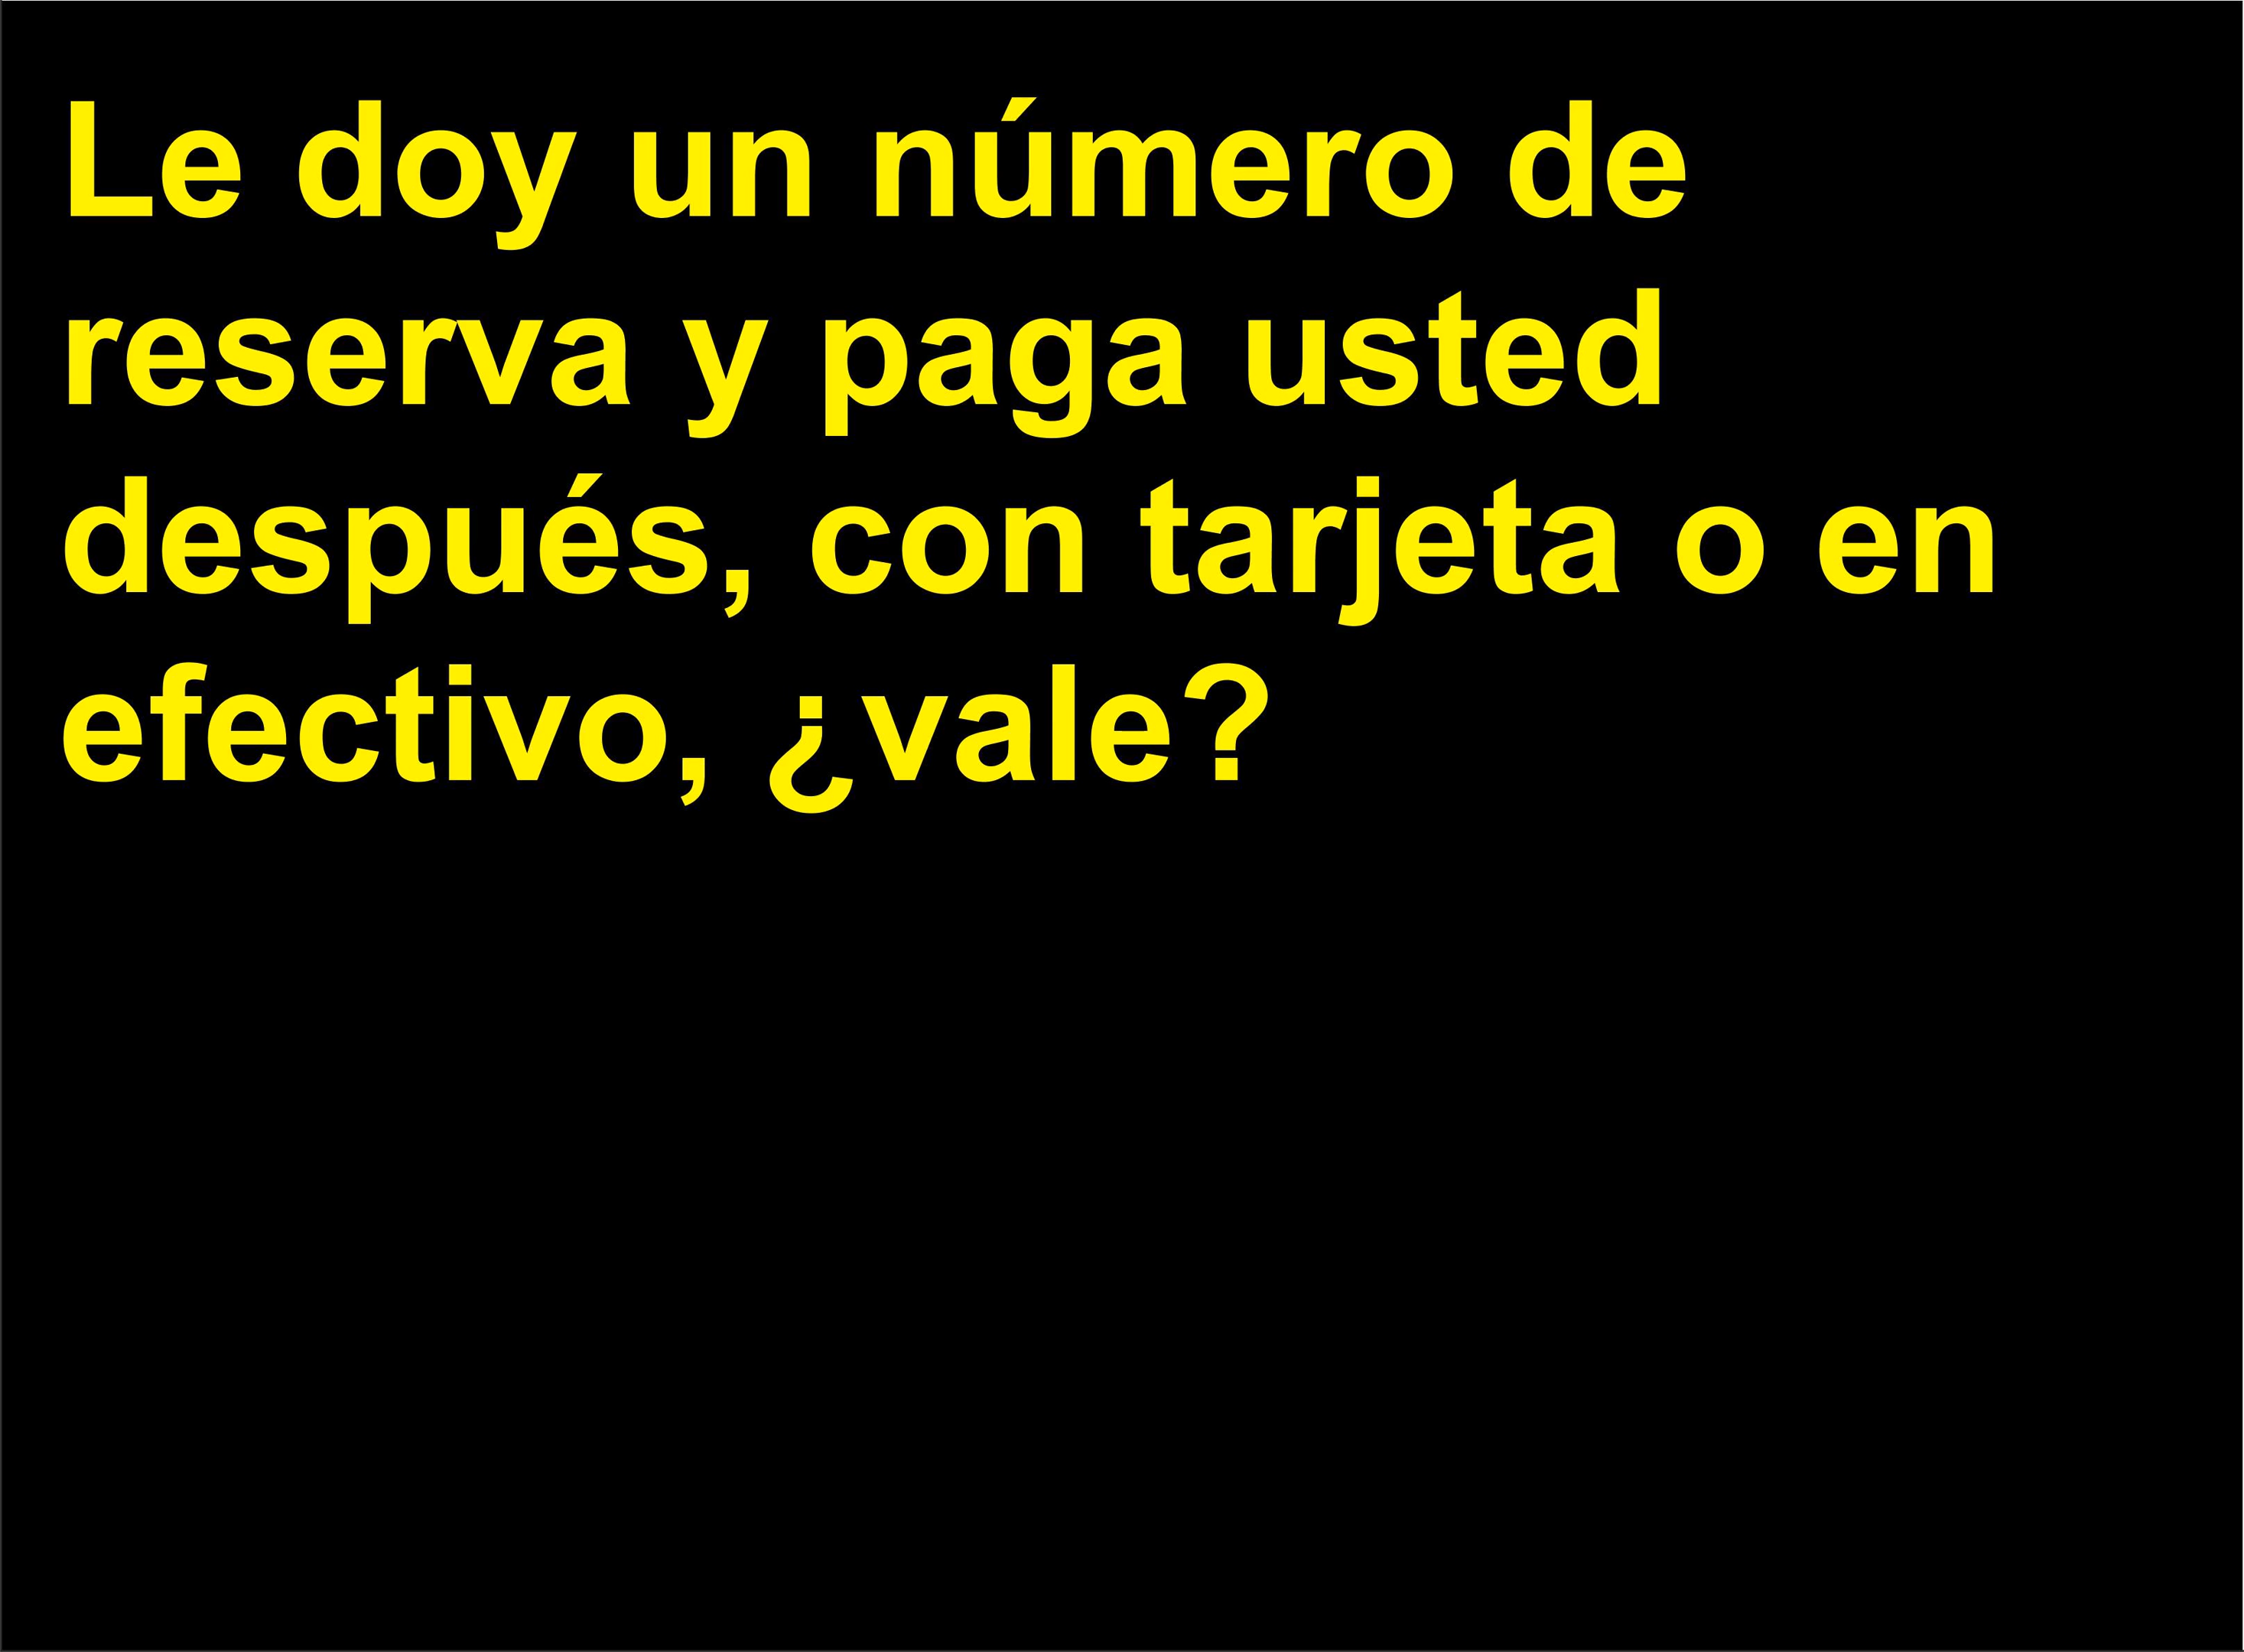 Le doy un número de
reserva y paga usted
después, con tarjeta o en
efectivo, ¿vale?